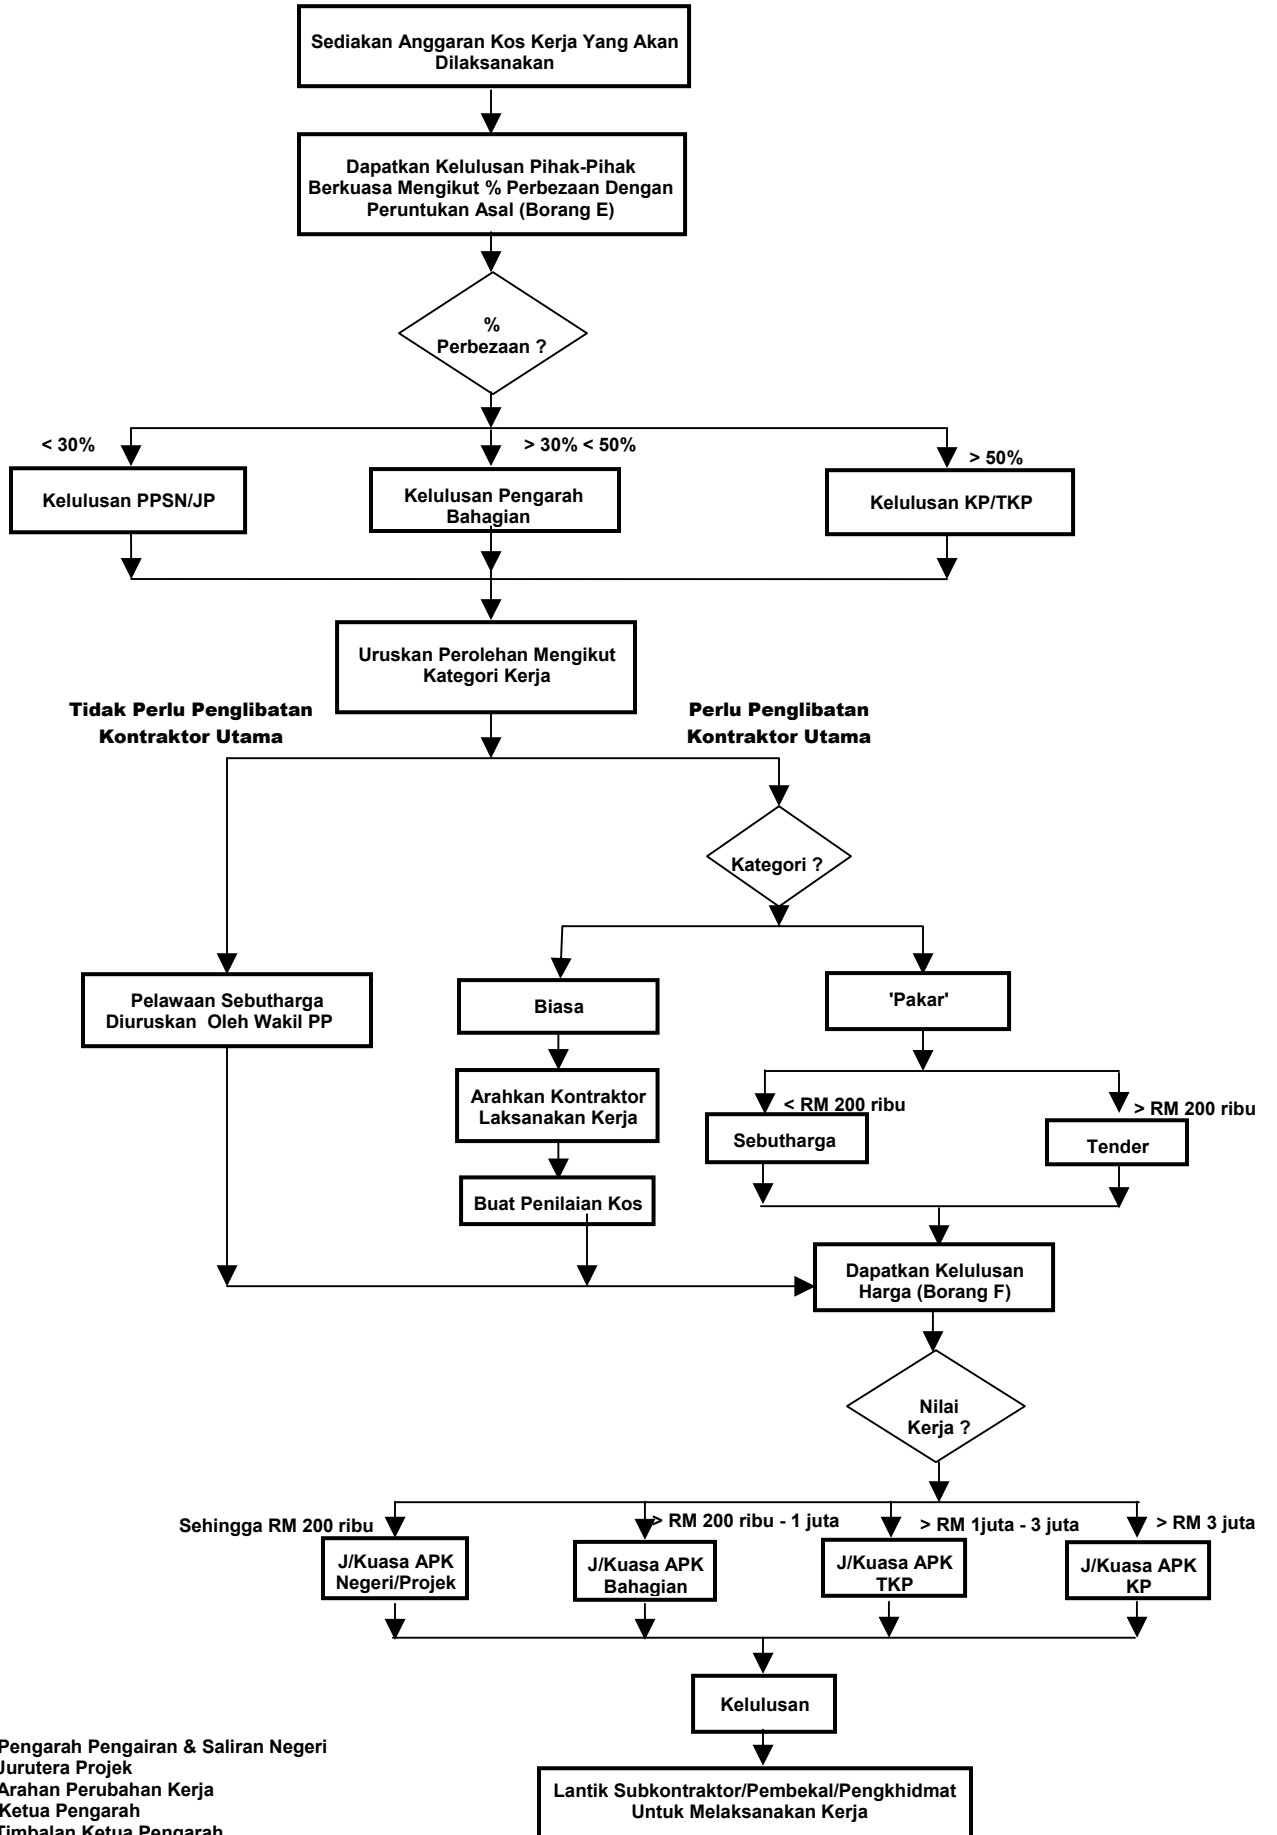 Sediakan Anggaran Kos Kerja Yang Akan
Dilaksanakan
Dapatkan Kelulusan Pihak-Pihak
Berkuasa Mengikut % Perbezaan Dengan
Peruntukan Asal (Borang E)
%
Perbezaan ?
< 30%
> 30% < 50%
> 50%
Kelulusan PPSN/JP
Kelulusan Pengarah
Bahagian
Kelulusan KP/TKP
Uruskan Perolehan Mengikut
Kategori Kerja
Tidak Perlu Penglibatan
Kontraktor Utama
Perlu Penglibatan
Kontraktor Utama
Kategori ?
Pelawaan Sebutharga
Diuruskan Oleh Wakil PP
Biasa
'Pakar'
Arahkan Kontraktor
Laksanakan Kerja
< RM 200 ribu
> RM 200 ribu
Sebutharga
Tender
Buat Penilaian Kos
Dapatkan Kelulusan
Harga (Borang F)
Nilai
Kerja ?
Sehingga RM 200 ribu
> RM 200 ribu - 1 juta
> RM 1juta - 3 juta
> RM 3 juta
J/Kuasa APK
Negeri/Projek
J/Kuasa APK
Bahagian
J/Kuasa APK
TKP
J/Kuasa APK
KP
Kelulusan
Lantik Subkontraktor/Pembekal/Pengkhidmat
Untuk Melaksanakan Kerja
Pengarah Pengairan & Saliran Negeri
Jurutera Projek
Arahan Perubahan Kerja
Ketua Pengarah
Timbalan Ketua Pengarah